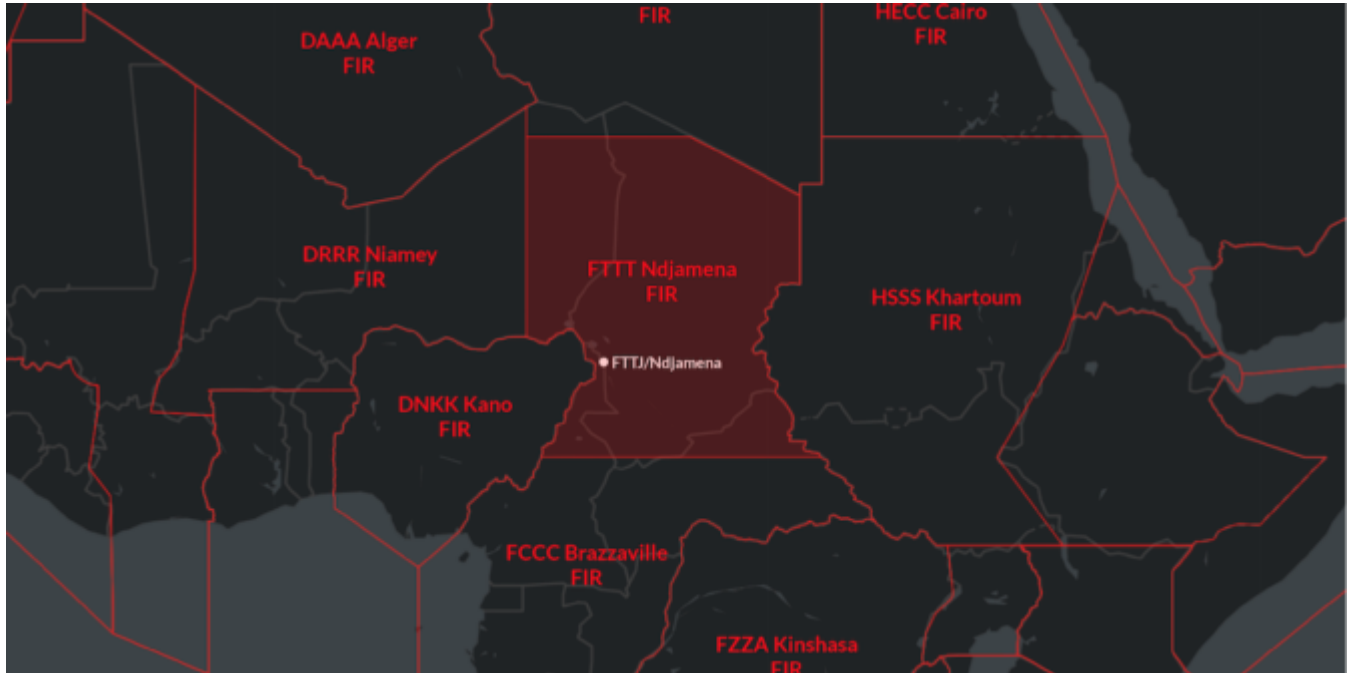 FIR
HECC Cairo
FIR
DAAA Alger
FIR
DRRR Niamey
FIR
FTTT Ndjamena
FIR
HSSS Khartoum
FIR
FTTJ/Ndjamena
DNKK Kano
FIR
FCCC Brazzaville
FIR
FZZA Kinshasa
FIR